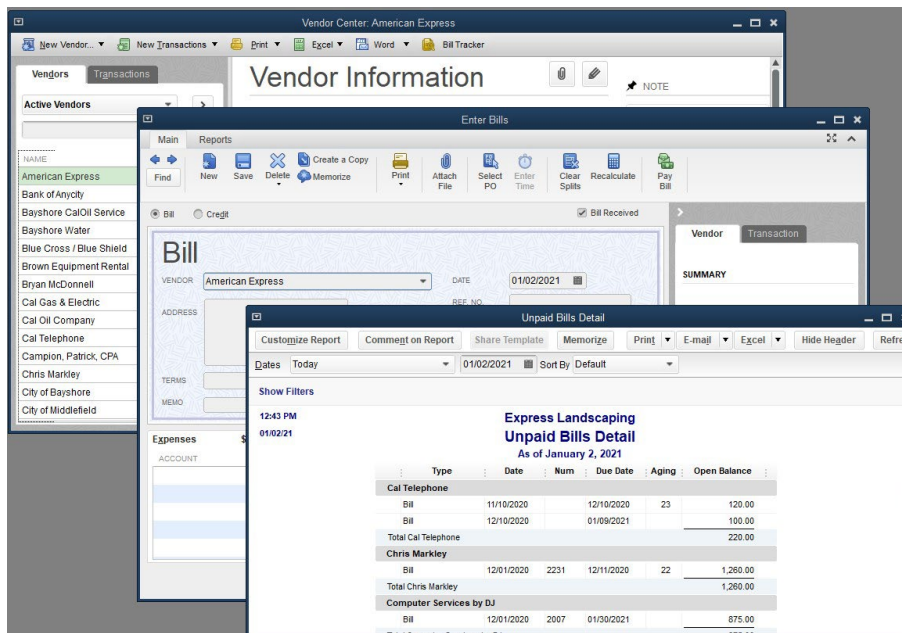 Vendor Center: American Express
New Vendor... New Transactions Print Excel Word Bill Tracker
Vendors Transactions
Vendor Information
NOTE
Active Vendors
NAME
American Express
Bank of Anycity
Bayshore CalOil Service
Bayshore Water
Blue Cross / Blue Shield
Brown Equipment Rental
Bryan McDonnell
Cal Gas & Electric
Cal Oil Company
Cal Telephone
Campion, Patrick, CPA
Chris Markley
City of Bayshore
City of Middlefield
Enter Bills
Main Reports
Find New Save Delete Create a Copy Memorize Print Attach File Select PO Enter Time Clear Splits Recalculate Pay Bill
Bill Credit Bill Received
Bill
VENDOR American Express DATE 01/02/2021
ADDRESS REF. NO.
TERMS
MEMO
Expenses $
ACCOUNT
Vendor Transaction
SUMMARY
Unpaid Bills Detail
Customize Report Comment on Report Share Template Memorize Print E-mail Excel Hide Header Refre
Dates Today 01/02/2021 Sort By Default
Show Filters
12:43 PM
01/02/21
Express Landscaping
Unpaid Bills Detail
As of January 2, 2021
Type Date Num Due Date Aging Open Balance
Cal Telephone
Bill 11/10/2020 12/10/2020 23 120.00
Bill 12/10/2020 01/09/2021 100.00
Total Cal Telephone 220.00
Chris Markley
Bill 12/01/2020 2231 12/11/2020 22 1,260.00
Total Chris Markley 1,260.00
Computer Services by DJ
Bill 12/01/2020 2007 01/30/2021 875.00